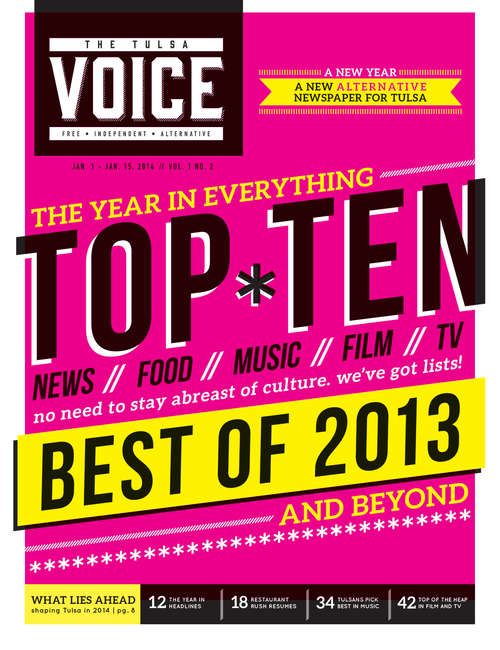 THE TULSA
VOICE
FREE • INDEPENDENT • ALTERNATIVE
A NEW YEAR
A NEW ALTERNATIVE
NEWSPAPER FOR TULSA
JAN. 1 - JAN. 15, 2014 // VOL. 1 NO. 2
THE YEAR IN EVERYTHING
TOP*TEN
NEWS // FOOD // MUSIC // FILM // TV
no need to stay abreast of culture. we've got lists!
BEST OF 2013
AND BEYOND
WHAT LIES AHEAD
shaping Tulsa in 2014 | pg. 8
12 THE YEAR IN
HEADLINES
18 RESTAURANT
RUSH RESUMES
34 TULSANS PICK
BEST IN MUSIC
42 TOP OF THE HEAP
IN FILM AND TV